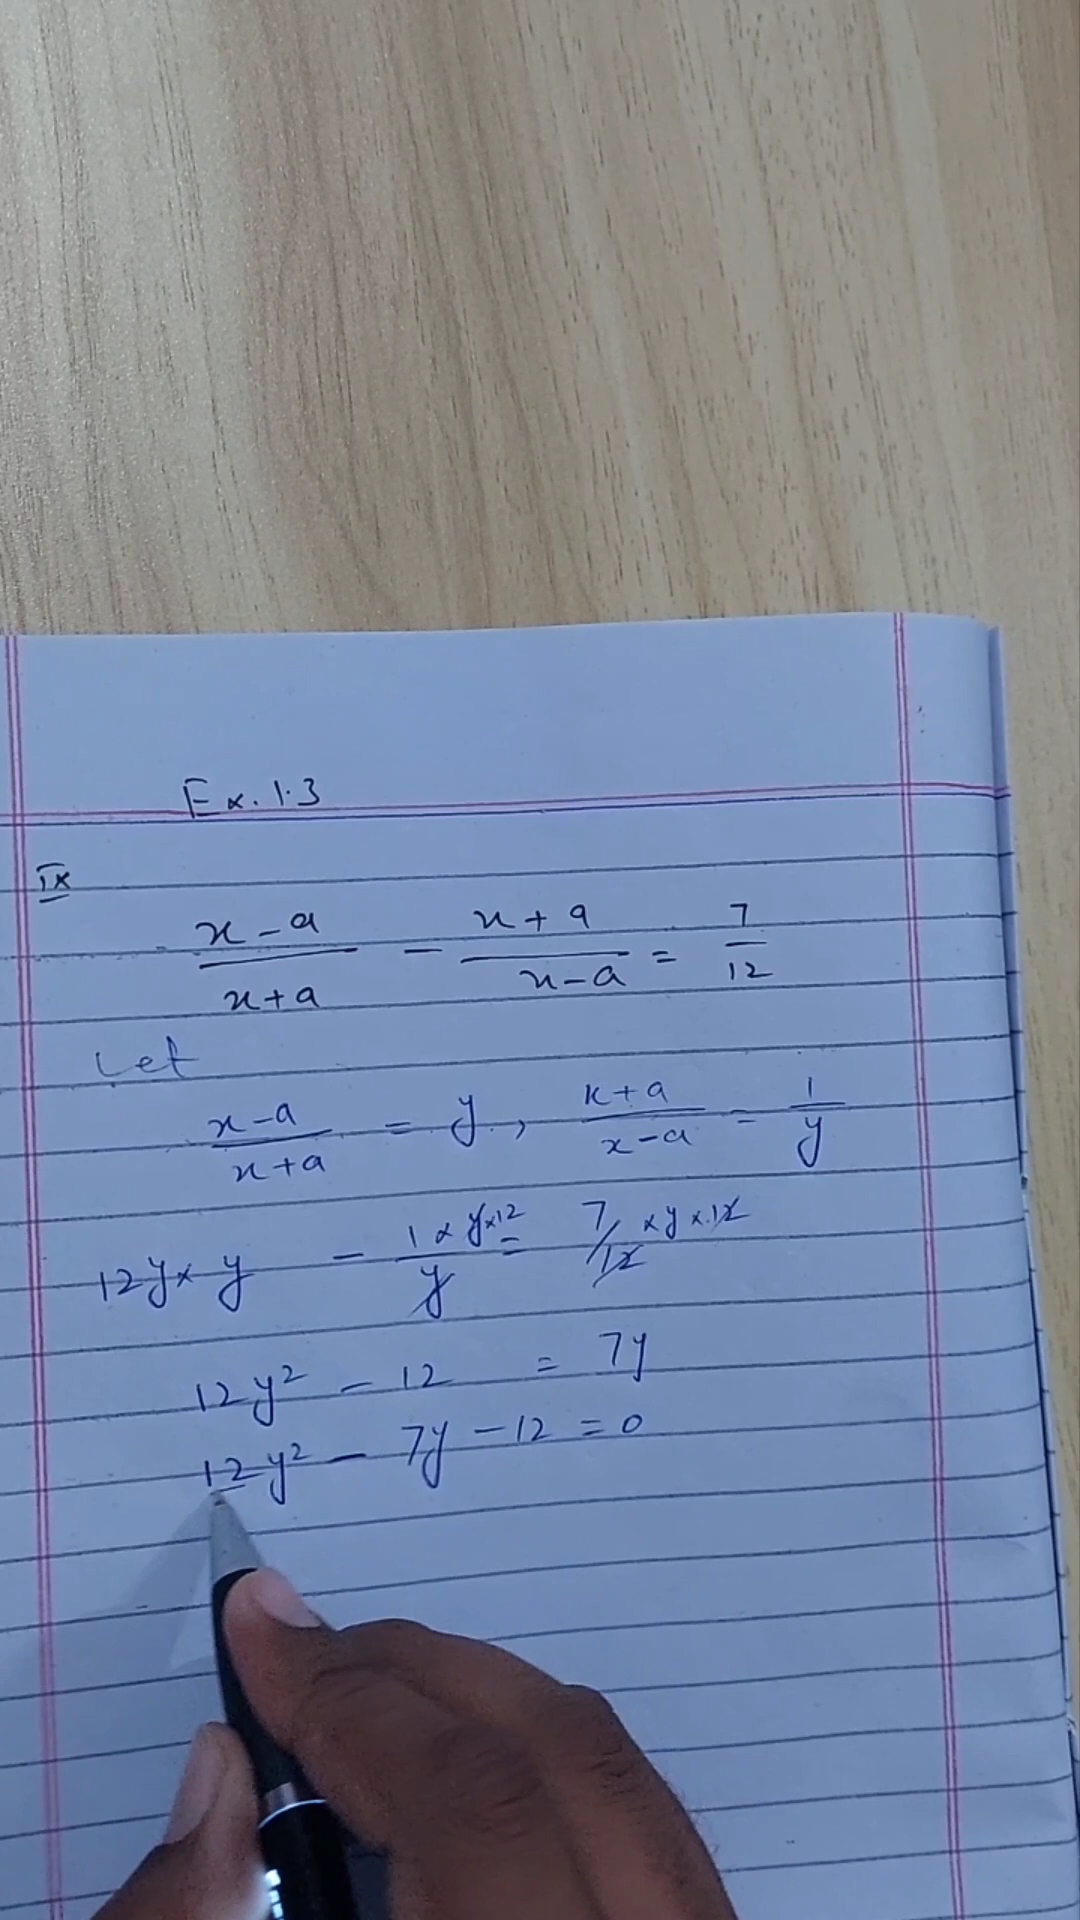 Ex. 1.3
ix
x-a/x+a - x+a/x-a = 7/12
Let
x-a/x+a = y, x+a/x-a = 1/y
12y × y - 1 × y × 12/y = 7/12 × y × 12
12y² - 12 = 7y
12y² - 7y - 12 = 0